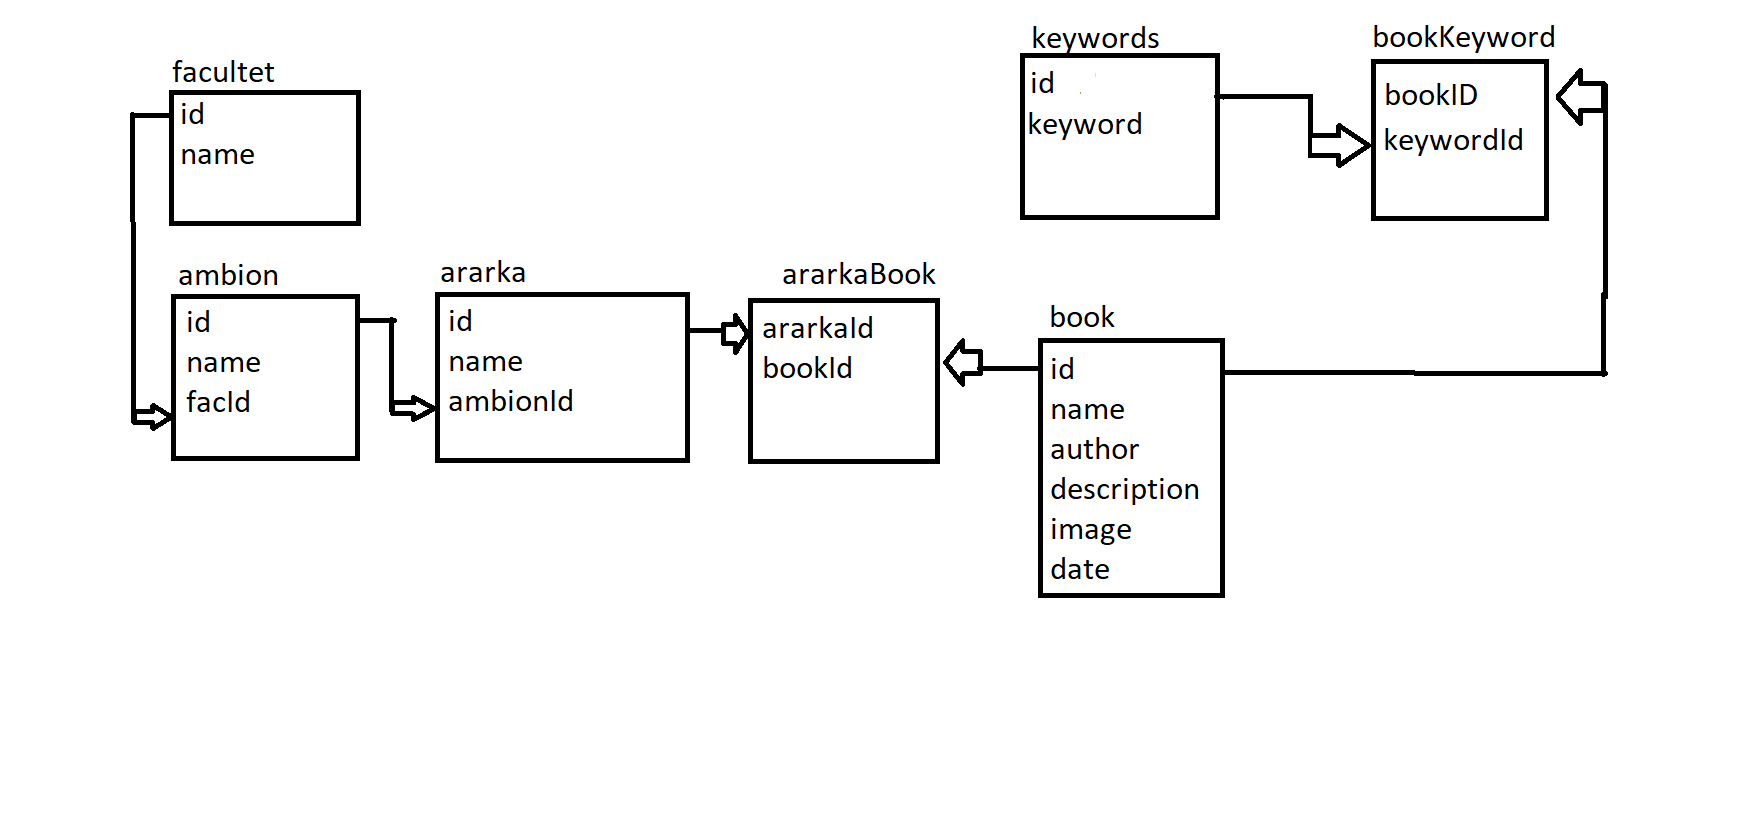 facultet
id
name
ambion
id
name
facId
ararka
id
name
ambionId
ararkaBook
ararkaId
bookId
book
id
name
author
description
image
date
keywords
id
keyword
bookKeyword
bookID
keywordId